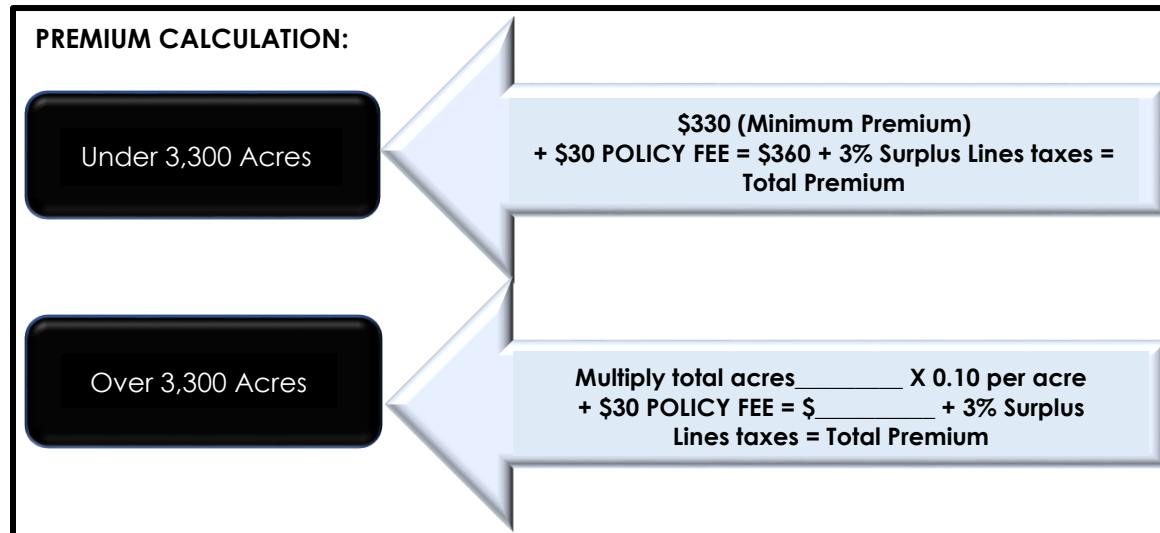 PREMIUM CALCULATION:
Under 3,300 Acres
$330 (Minimum Premium)
+ $30 POLICY FEE = $360 + 3% Surplus Lines taxes =
Total Premium
Over 3,300 Acres
Multiply total acres_________ X 0.10 per acre
+ $30 POLICY FEE = $__________ + 3% Surplus
Lines taxes = Total Premium